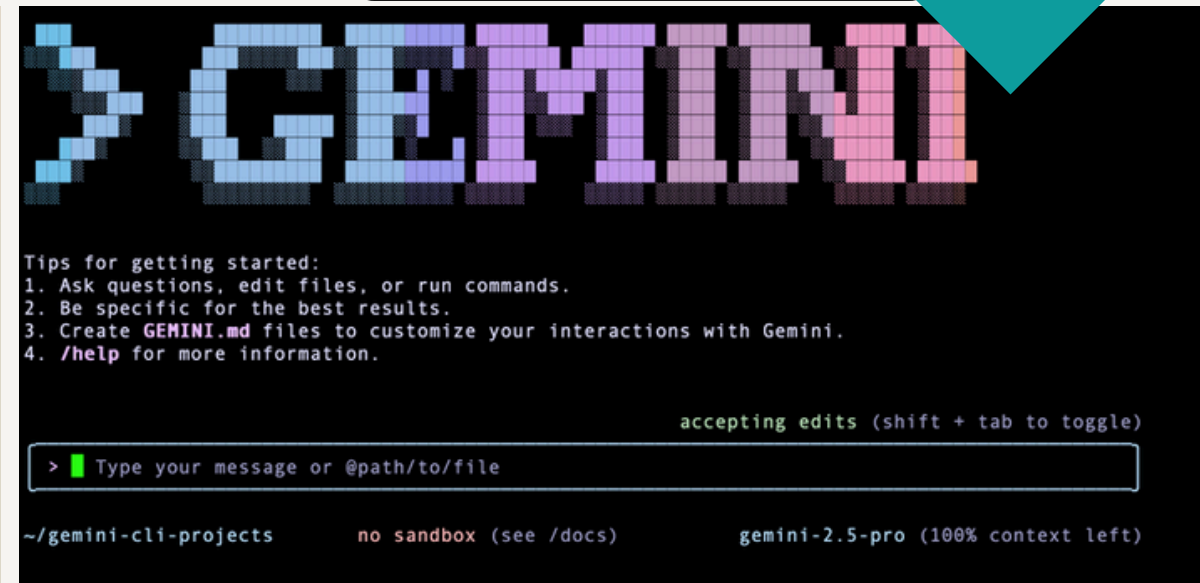 > GEMINI
Tips for getting started:
1. Ask questions, edit files, or run commands.
2. Be specific for the best results.
3. Create GEMINI.md files to customize your interactions with Gemini.
4. /help for more information.
accepting edits (shift + tab to toggle)
> Type your message or @path/to/file
~/gemini-cli-projects no sandbox (see /docs) gemini-2.5-pro (100% context left)